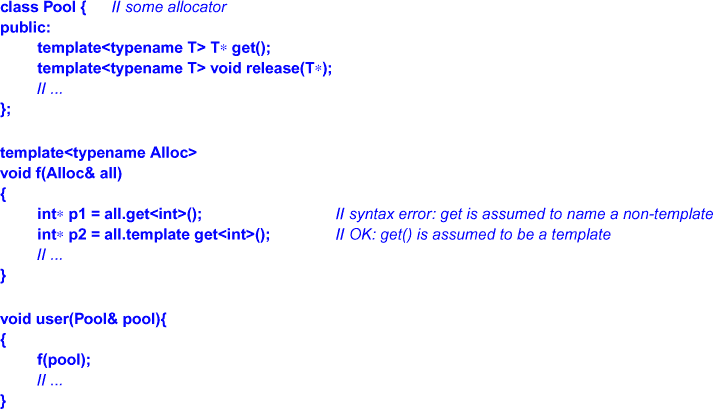 class Pool { // some allocator
public:
template<typename T> T∗ get();
template<typename T> void release(T∗);
// ...
};
template<typename Alloc>
void f(Alloc& all)
{
int∗ p1 = all.get<int>(); // syntax error: get is assumed to name a non-template
int∗ p2 = all.template get<int>(); // OK: get() is assumed to be a template
// ...
}
void user(Pool& pool){
{
f(pool);
// ...
}